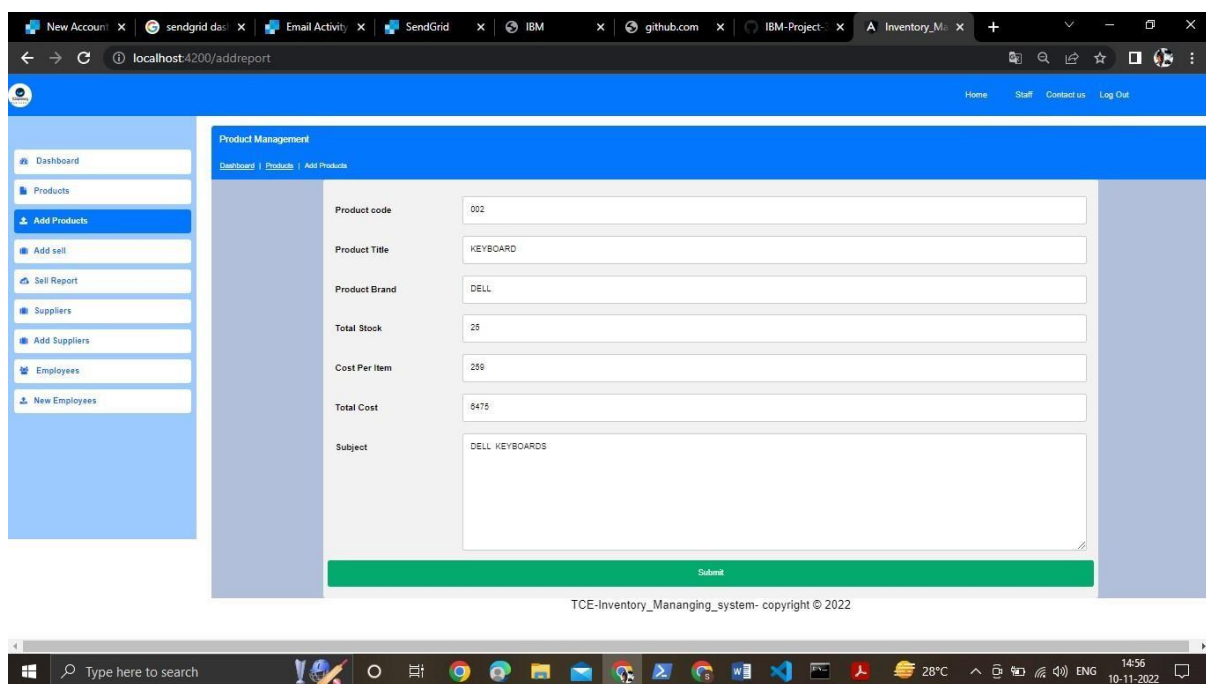 New Account
sendgrid das
Email Activity
SendGrid
IBM
github.com
IBM-Project-
Inventory_Ma
localhost:4200/addreport
Home Staff Contact us Log Out
Product Management
Dashboard | Products | Add Products
Dashboard
Products
Add Products
Add sell
Sell Report
Suppliers
Add Suppliers
Employees
New Employees
Product code 002
Product Title KEYBOARD
Product Brand DELL
Total Stock 25
Cost Per Item 259
Total Cost 6475
Subject DELL KEYBOARDS
Submit
TCE-Inventory_Mananging_system- copyright © 2022
Type here to search
28°C ENG 14:56
10-11-2022